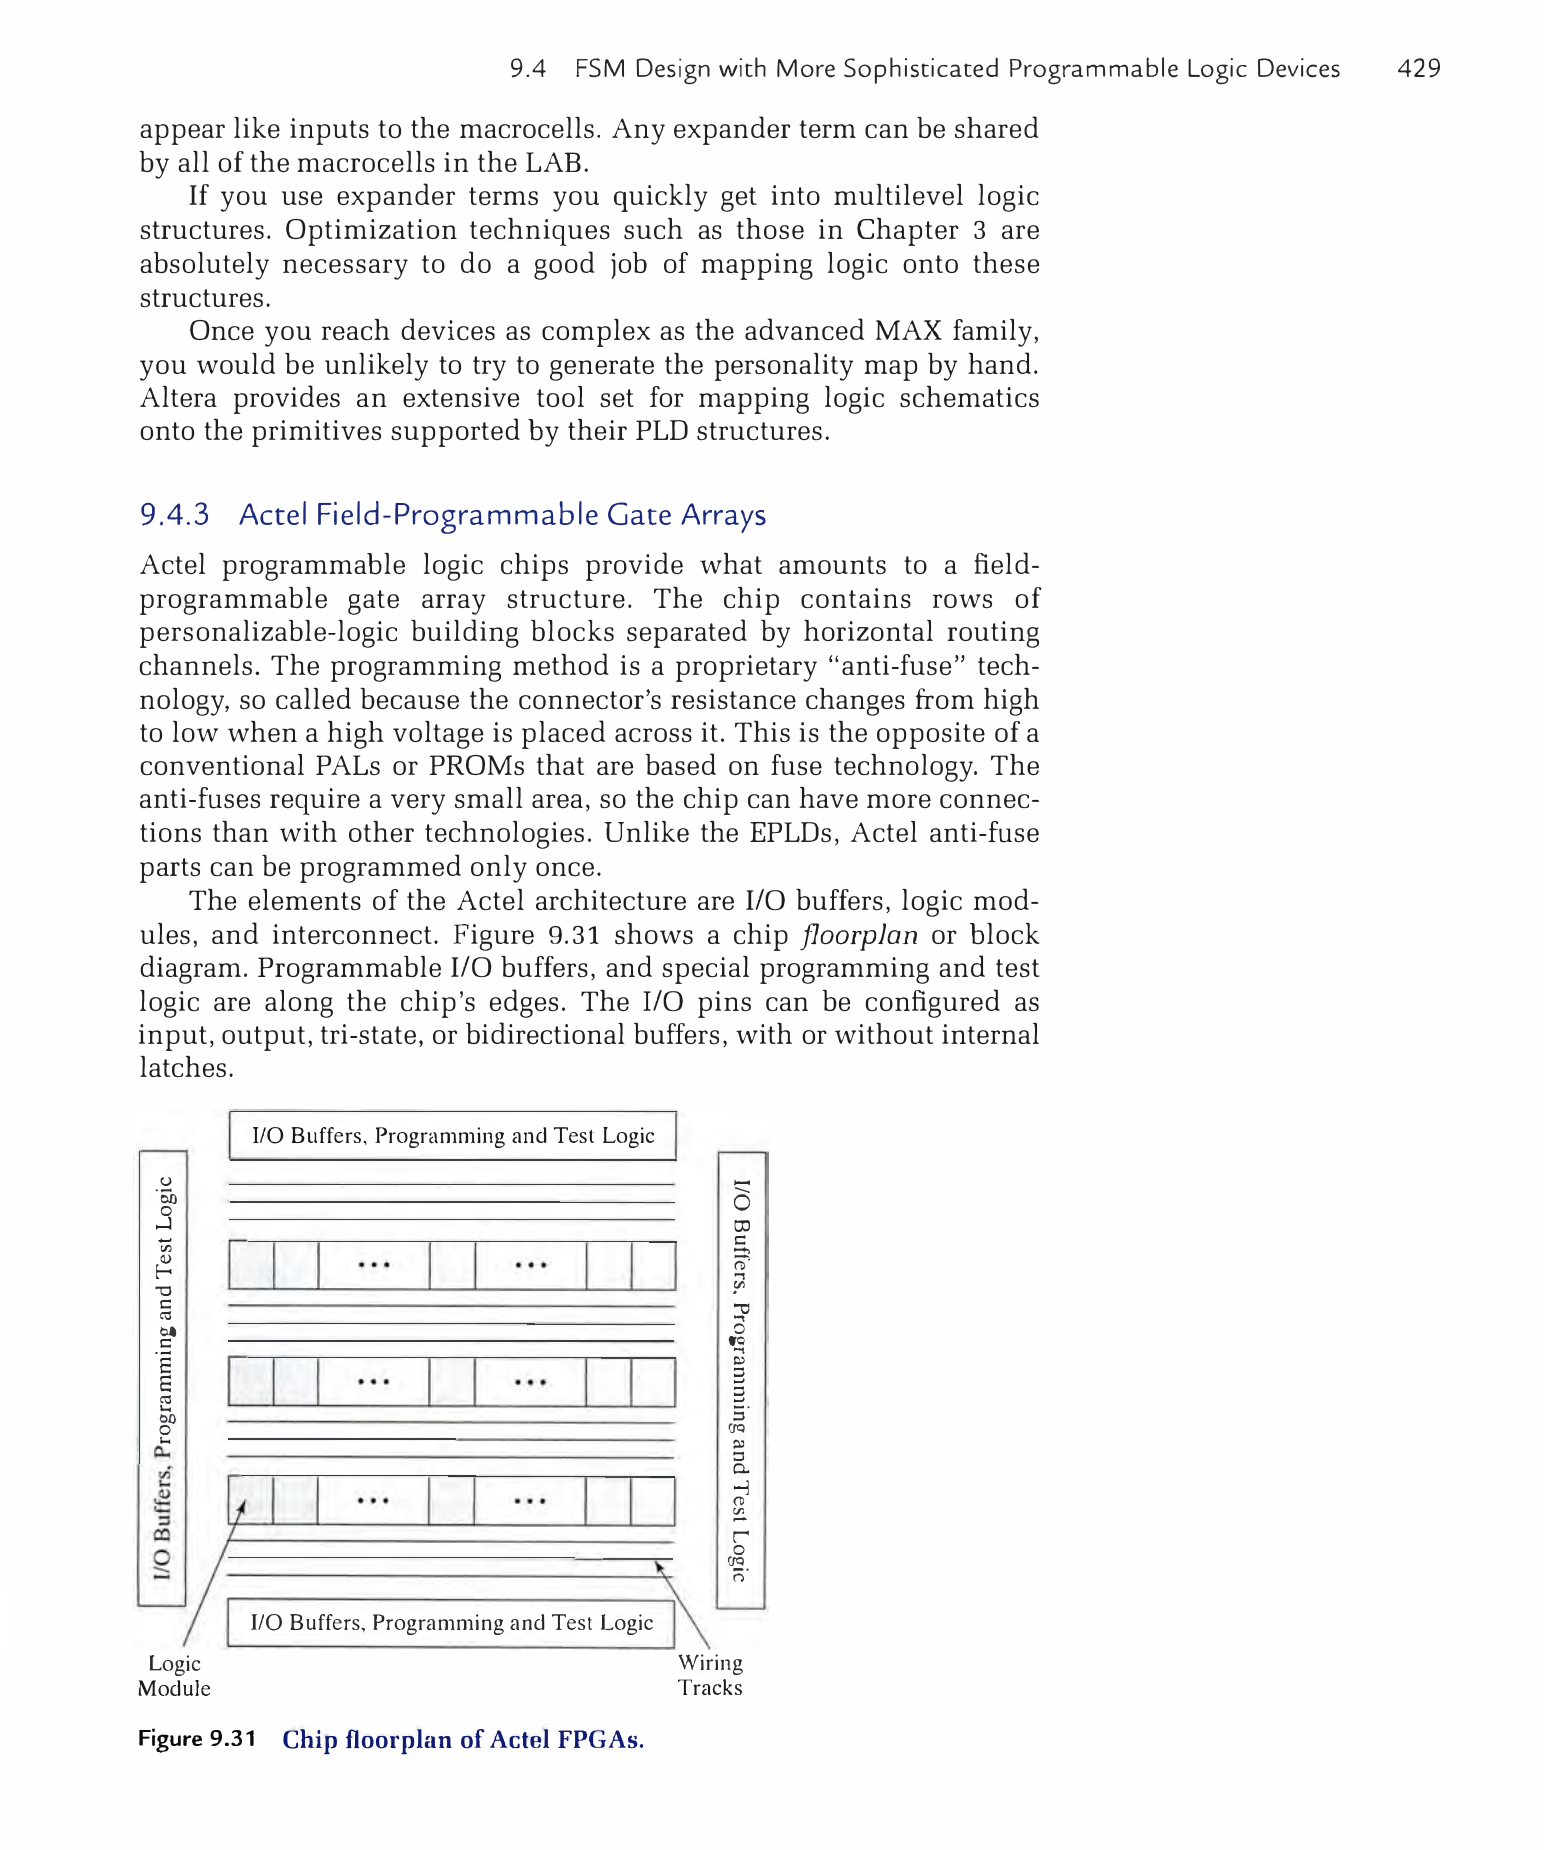 9.4 FSM Design with More Sophisticated Programmable Logic Devices 429
appear like inputs to the macrocells. Any expander term can be shared
by all of the macrocells in the LAB.
If you use expander terms you quickly get into multilevel logic
structures. Optimization techniques such as those in Chapter 3 are
absolutely necessary to do a good job of mapping logic onto these
structures.
Once you reach devices as complex as the advanced MAX family,
you would be unlikely to try to generate the personality map by hand.
Altera provides an extensive tool set for mapping logic schematics
onto the primitives supported by their PLD structures.
9.4.3 Actel Field-Programmable Gate Arrays
Actel programmable logic chips provide what amounts to a field-
programmable gate array structure. The chip contains rows of
personalizable-logic building blocks separated by horizontal routing
channels. The programming method is a proprietary “anti-fuse” tech-
nology, so called because the connector’s resistance changes from high
to low when a high voltage is placed across it. This is the opposite of a
conventional PALs or PROMs that are based on fuse technology. The
anti-fuses require a very small area, so the chip can have more connec-
tions than with other technologies. Unlike the EPLDs, Actel anti-fuse
parts can be programmed only once.
The elements of the Actel architecture are I/O buffers, logic mod-
ules, and interconnect. Figure 9.31 shows a chip floorplan or block
diagram. Programmable I/O buffers, and special programming and test
logic are along the chip’s edges. The I/O pins can be configured as
input, output, tri-state, or bidirectional buffers, with or without internal
latches.
I/O Buffers, Programming and Test Logic
I/O Buffers, Programming and Test Logic
I/O Buffers, Programming and Test Logic
••• •••
••• •••
••• •••
I/O Buffers, Programming and Test Logic
Logic
Module
Wiring
Tracks
Figure 9.31 Chip floorplan of Actel FPGAs.